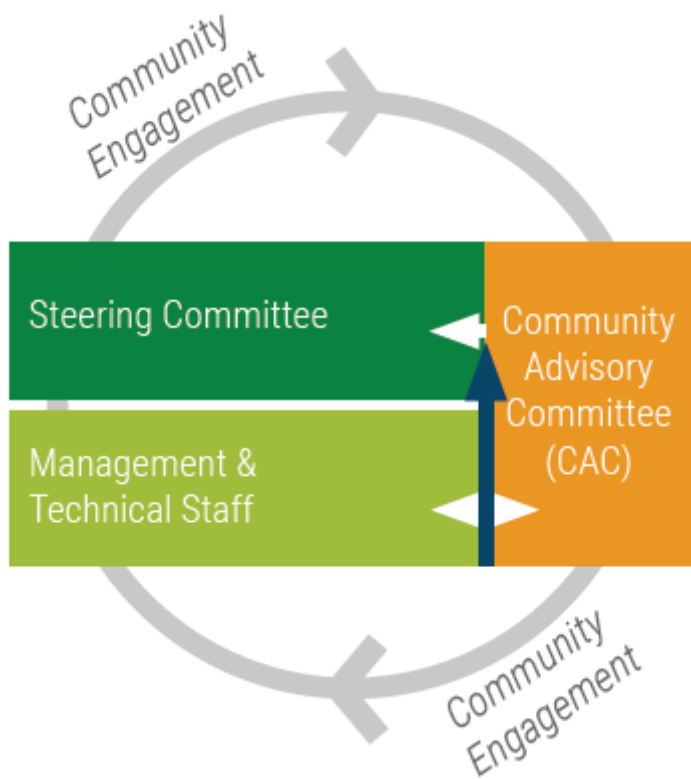 Community
Engagement
Steering Committee
Community
Advisory
Committee
(CAC)
Management &
Technical Staff
Community
Engagement